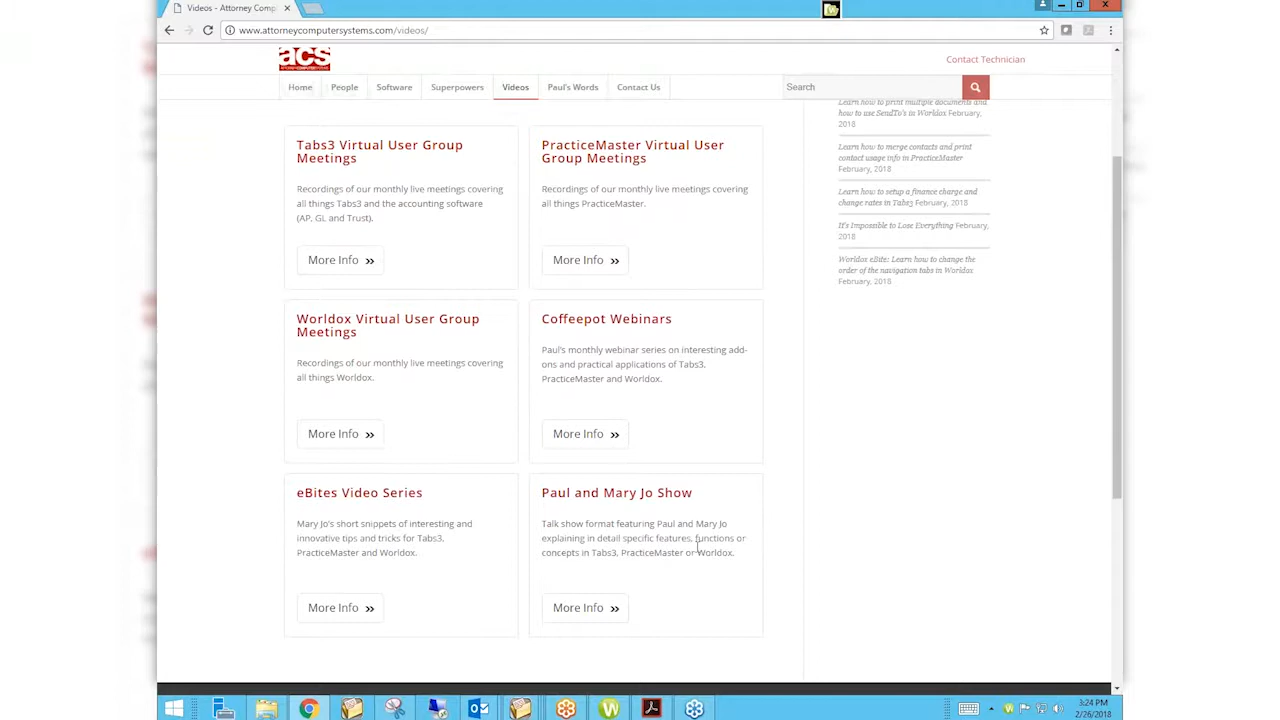 Videos - Attorney Comp
www.attorneycomputersystems.com/videos/
acs
Contact Technician
Home
People
Software
Superpowers
Videos
Paul's Words
Contact Us
Search
Tabs3 Virtual User Group
Meetings
Recordings of our monthly live meetings covering
all things Tabs3 and the accounting software
(AP, GL and Trust).
More Info »
PracticeMaster Virtual User
Group Meetings
Recordings of our monthly live meetings covering
all things PracticeMaster.
More Info »
Worldox Virtual User Group
Meetings
Recordings of our monthly live meetings covering
all things Worldox.
More Info »
Coffeepot Webinars
Paul's monthly webinar series on interesting add-
ons and practical applications of Tabs3,
PracticeMaster and Worldox.
More Info »
eBites Video Series
Mary Jo's short snippets of interesting and
innovative tips and tricks for Tabs3,
PracticeMaster and Worldox.
More Info »
Paul and Mary Jo Show
Talk show format featuring Paul and Mary Jo
explaining in detail specific features, functions or
concepts in Tabs3, PracticeMaster or Worldox.
More Info »
Learn how to print multiple documents and
how to use SendTo's in Worldox February,
2018
Learn how to merge contacts and print
contact usage info in PracticeMaster
February, 2018
Learn how to setup a finance charge and
change rates in Tabs3 February, 2018
It's Impossible to Lose Everything February,
2018
Worldox eBite: Learn how to change the
order of the navigation tabs in Worldox
February, 2018
3:24 PM
2/26/2018